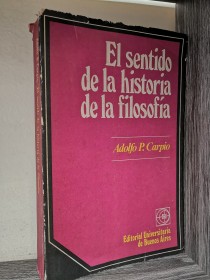 El sentido
de la historia
de la filosofía
Adolfo P. Carpio
Editorial Universitaria
de Buenos Aires